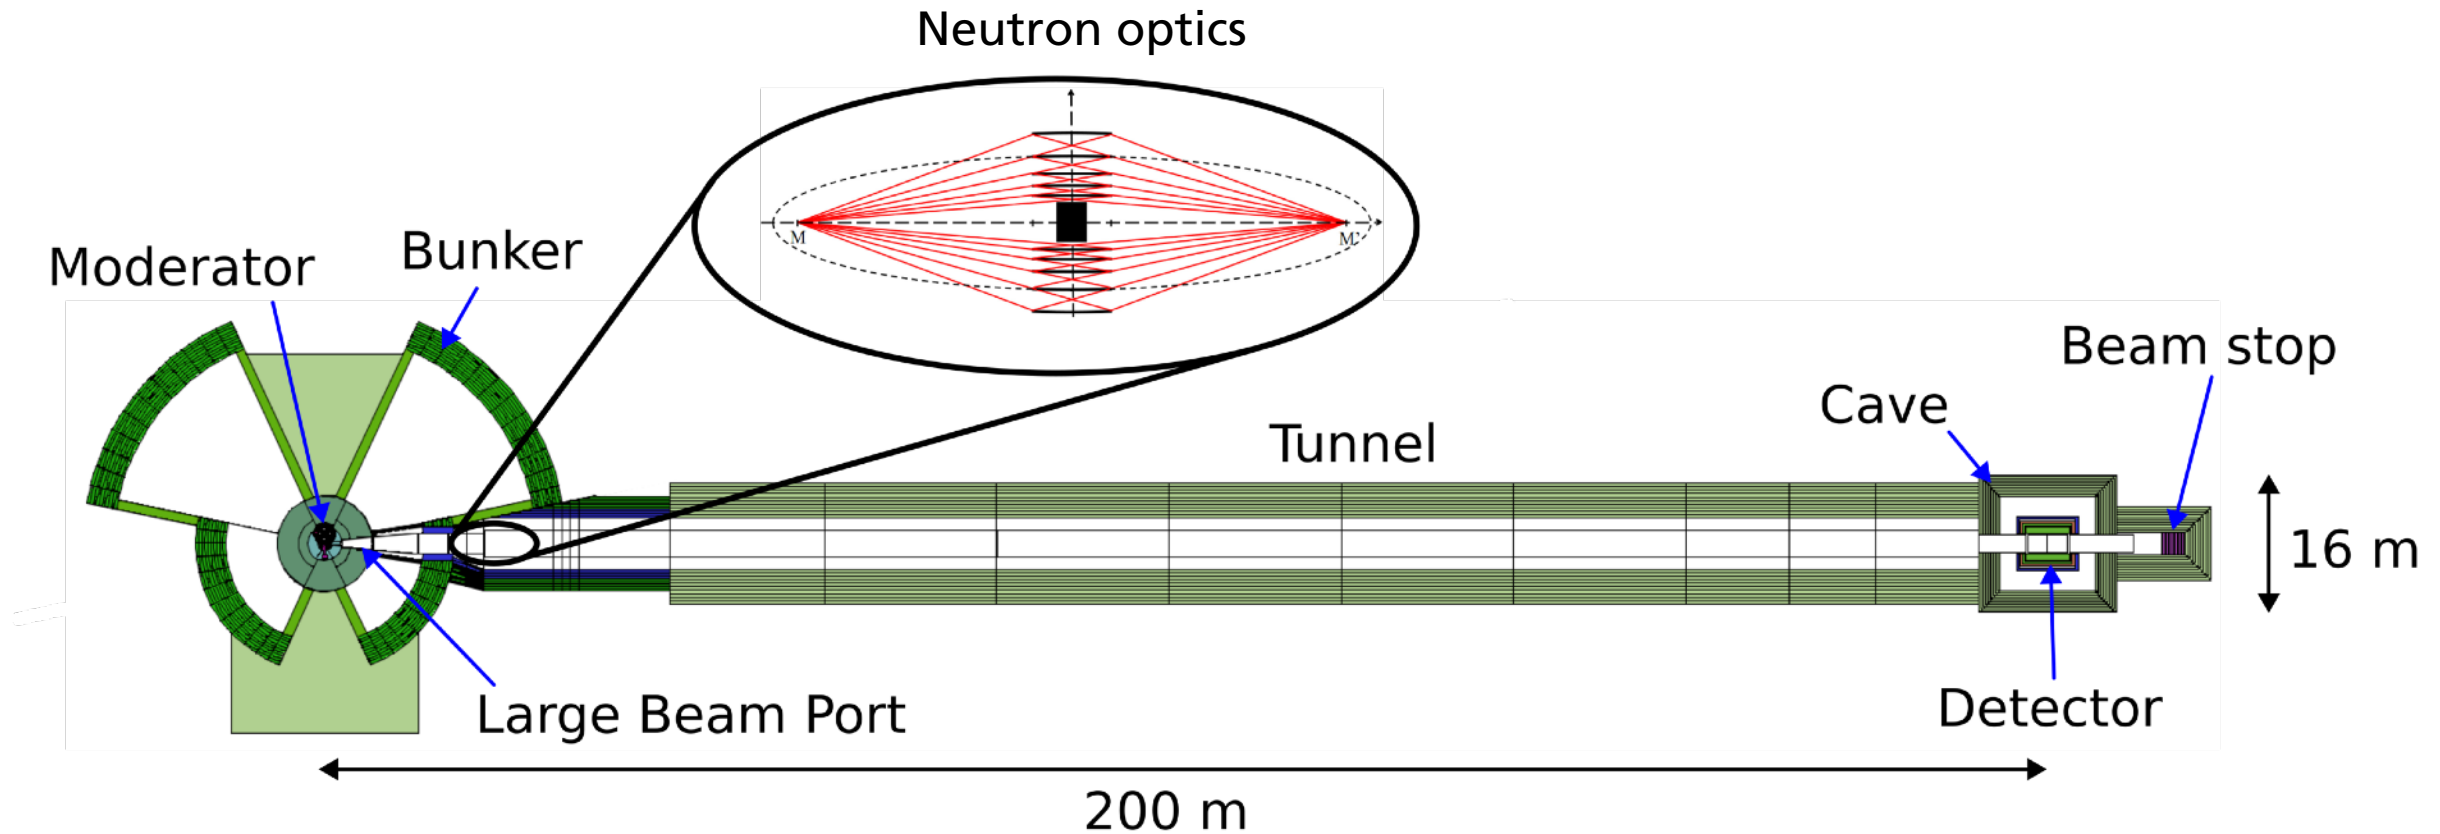 Neutron optics
M
M'
Moderator
Bunker
Beam stop
Cave
Tunnel
16 m
Large Beam Port
Detector
200 m